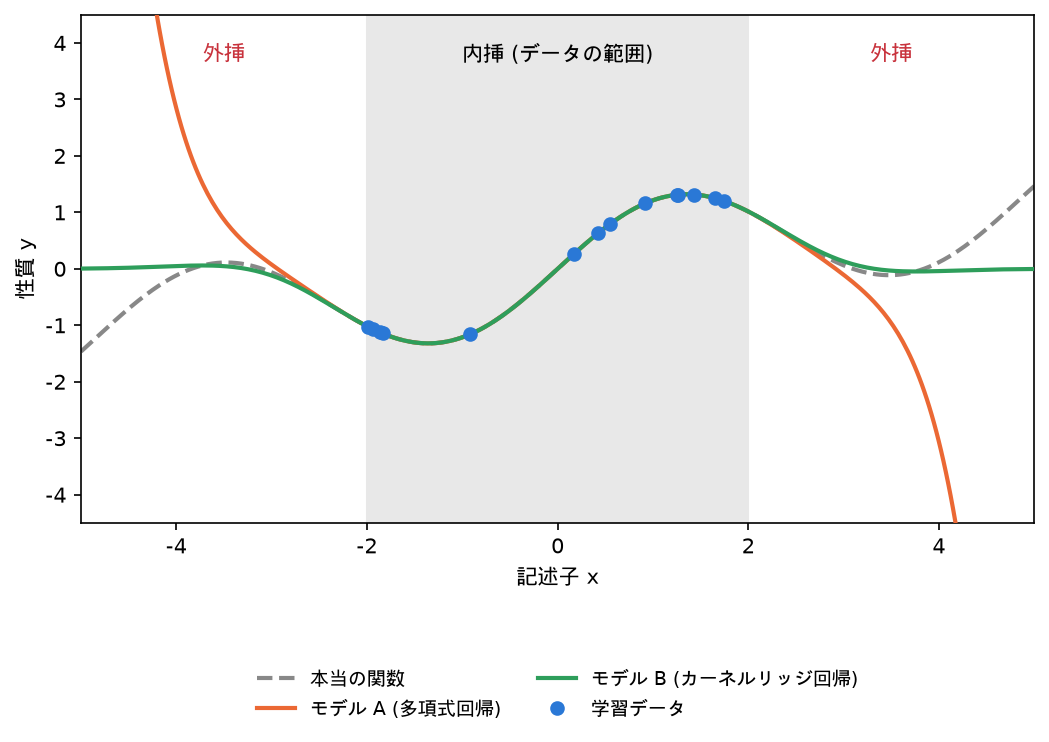 外挿
内挿 (データの範囲)
外挿
4
3
2
1
0
-1
-2
-3
-4
性質 y
-4
-2
0
2
4
記述子 x
本当の関数
モデル A (多項式回帰)
モデル B (カーネルリッジ回帰)
学習データ